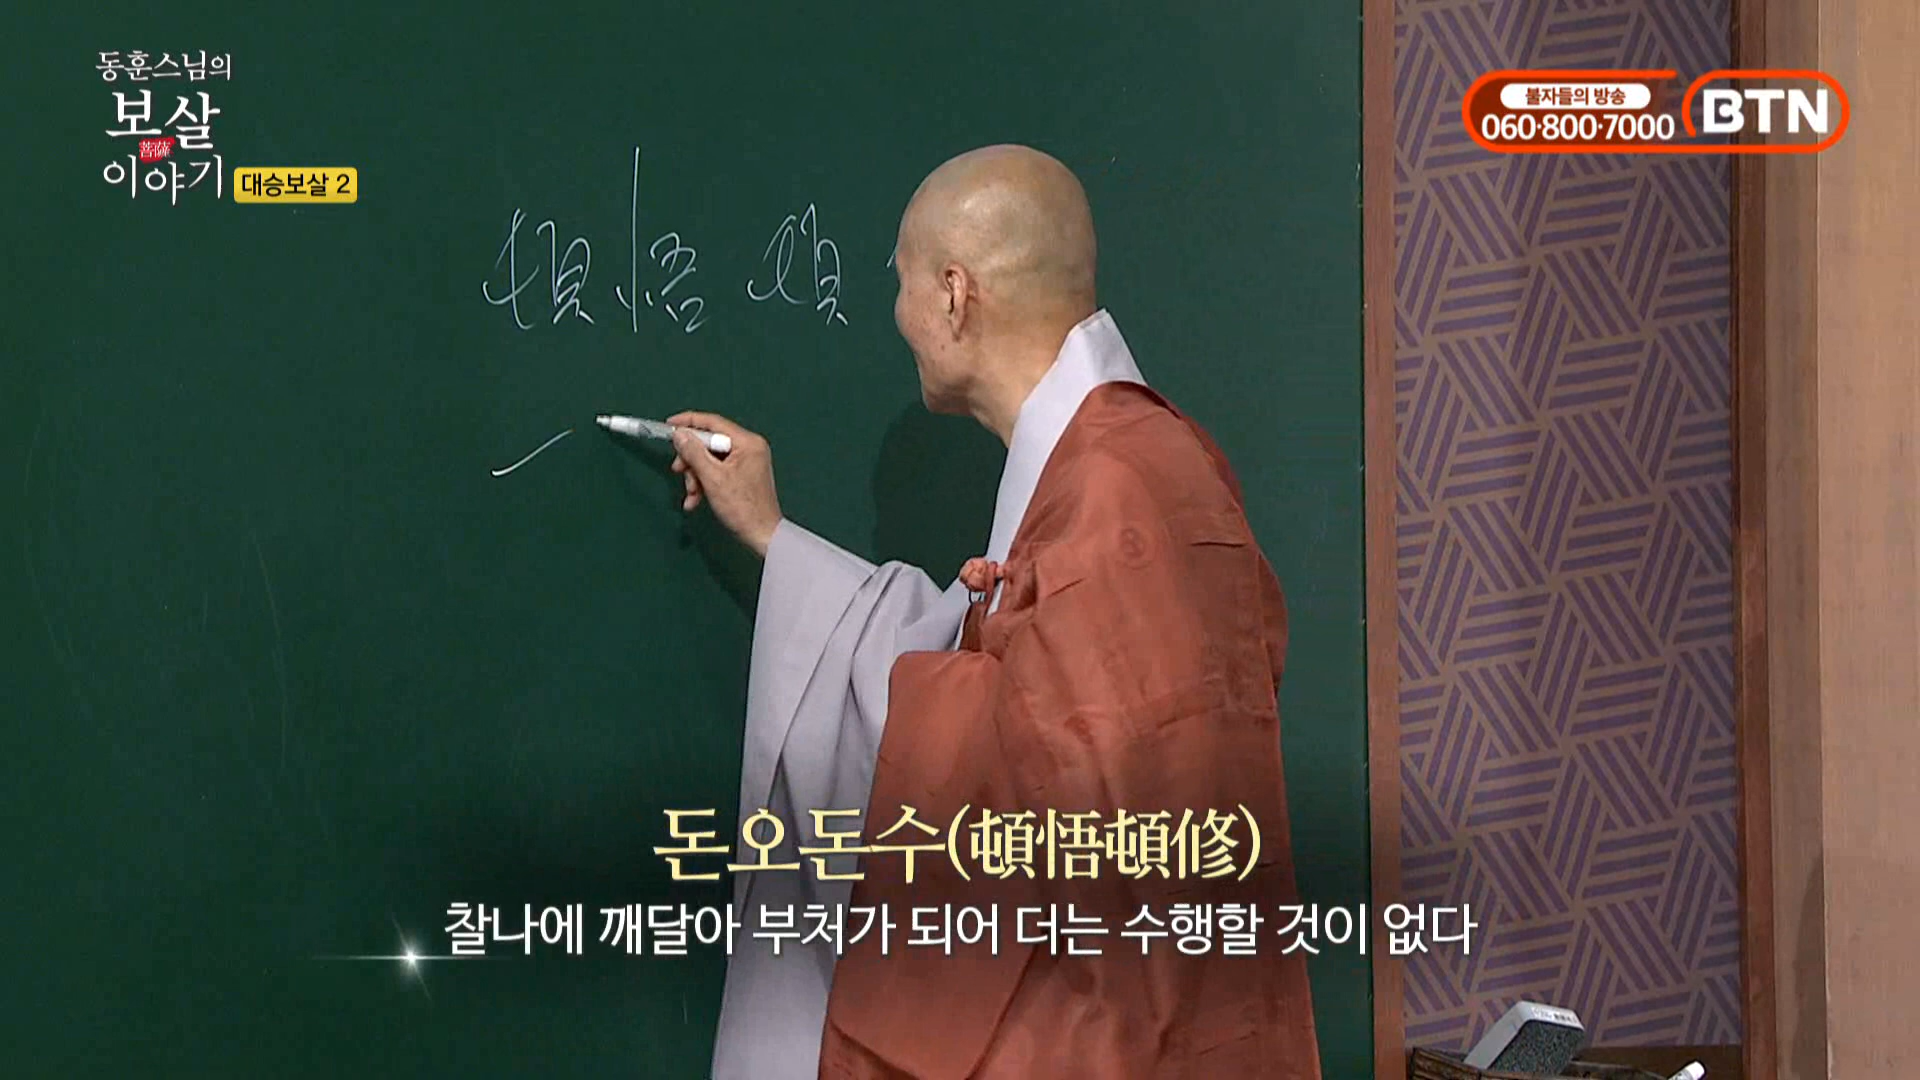 동훈스님의
보살
菩薩
이야기
대승보살 2
불자들의 방송
060·800·7000
BTN
頓悟 頓
돈오돈수(頓悟頓修)
찰나에 깨달아 부처가 되어 더는 수행할 것이 없다